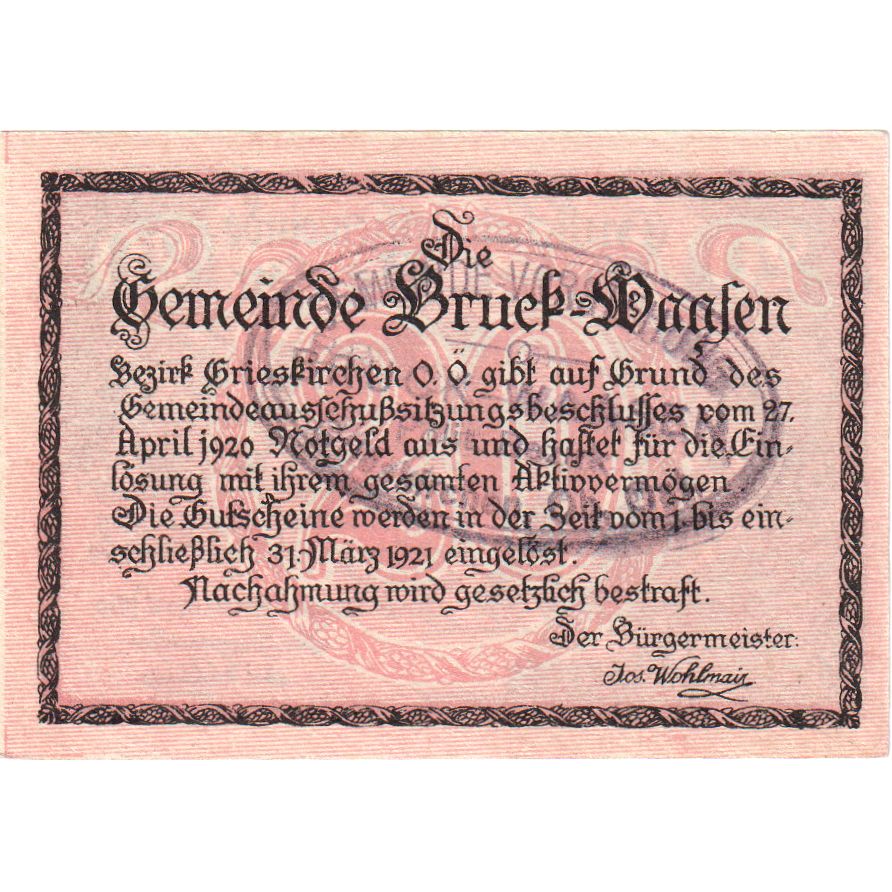 Die
Gemeinde Bruck-Waasen
Bezirk Grieskirchen O.Ö. gibt auf Grund des
Gemeindeausschußsitzungsbeschlusses vom 27.
April 1920 Notgeld aus und haftet für die Ein-
lösung mit ihrem gesamten Aktivvermögen
Die Gutscheine werden in der Zeit vom 1. bis ein-
schließlich 31. März 1921 eingelöst.
Nachahmung wird gesetzlich bestraft.
Der Bürgermeister:
Jos. Wohlmair
20